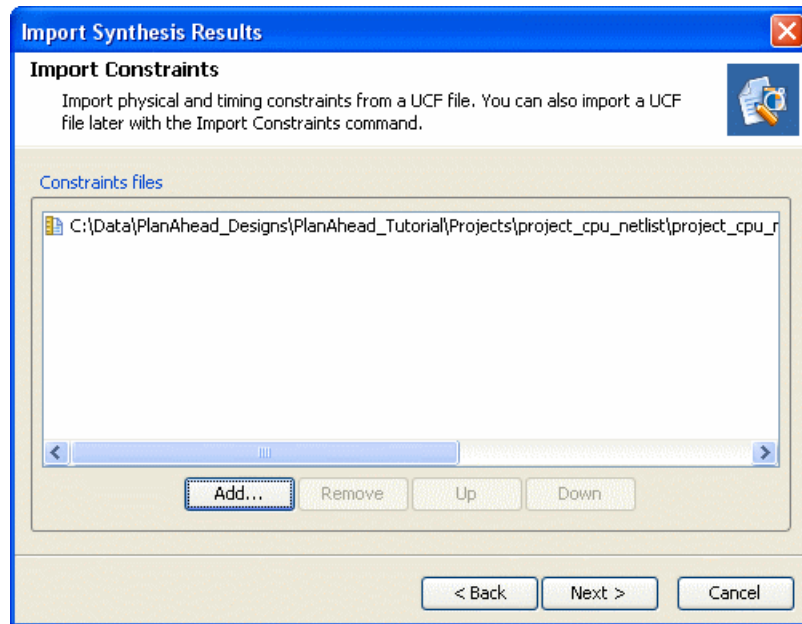 Import Synthesis Results
Import Constraints
Import physical and timing constraints from a UCF file. You can also import a UCF
file later with the Import Constraints command.
Constraints files
C:\Data\PlanAhead_Designs\PlanAhead_Tutorial\Projects\project_cpu_netlist\project_cpu_r
Add...
Remove
Up
Down
< Back
Next >
Cancel